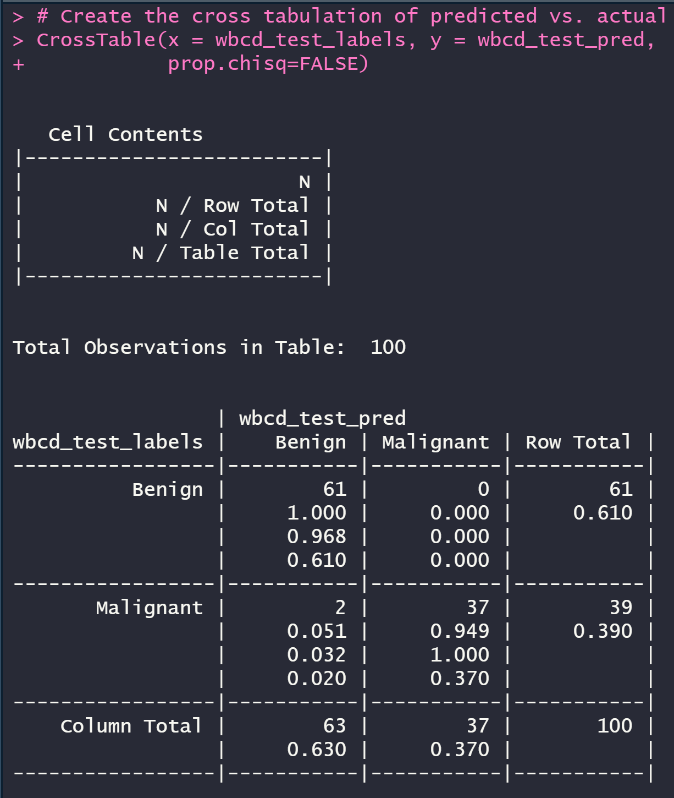 > # Create the cross tabulation of predicted vs. actual
> CrossTable(x = wbcd_test_labels, y = wbcd_test_pred,
+            prop.chisq=FALSE)
   Cell Contents
|-------------------------|
|                       N |
|           N / Row Total |
|           N / Col Total |
|         N / Table Total |
|-------------------------|
Total Observations in Table:  100
                 | wbcd_test_pred
wbcd_test_labels |    Benign | Malignant | Row Total |
-----------------|-----------|-----------|-----------|
          Benign |        61 |         0 |        61 |
                 |     1.000 |     0.000 |     0.610 |
                 |     0.968 |     0.000 |           |
                 |     0.610 |     0.000 |           |
-----------------|-----------|-----------|-----------|
       Malignant |         2 |        37 |        39 |
                 |     0.051 |     0.949 |     0.390 |
                 |     0.032 |     1.000 |           |
                 |     0.020 |     0.370 |           |
-----------------|-----------|-----------|-----------|
    Column Total |        63 |        37 |       100 |
                 |     0.630 |     0.370 |           |
-----------------|-----------|-----------|-----------|